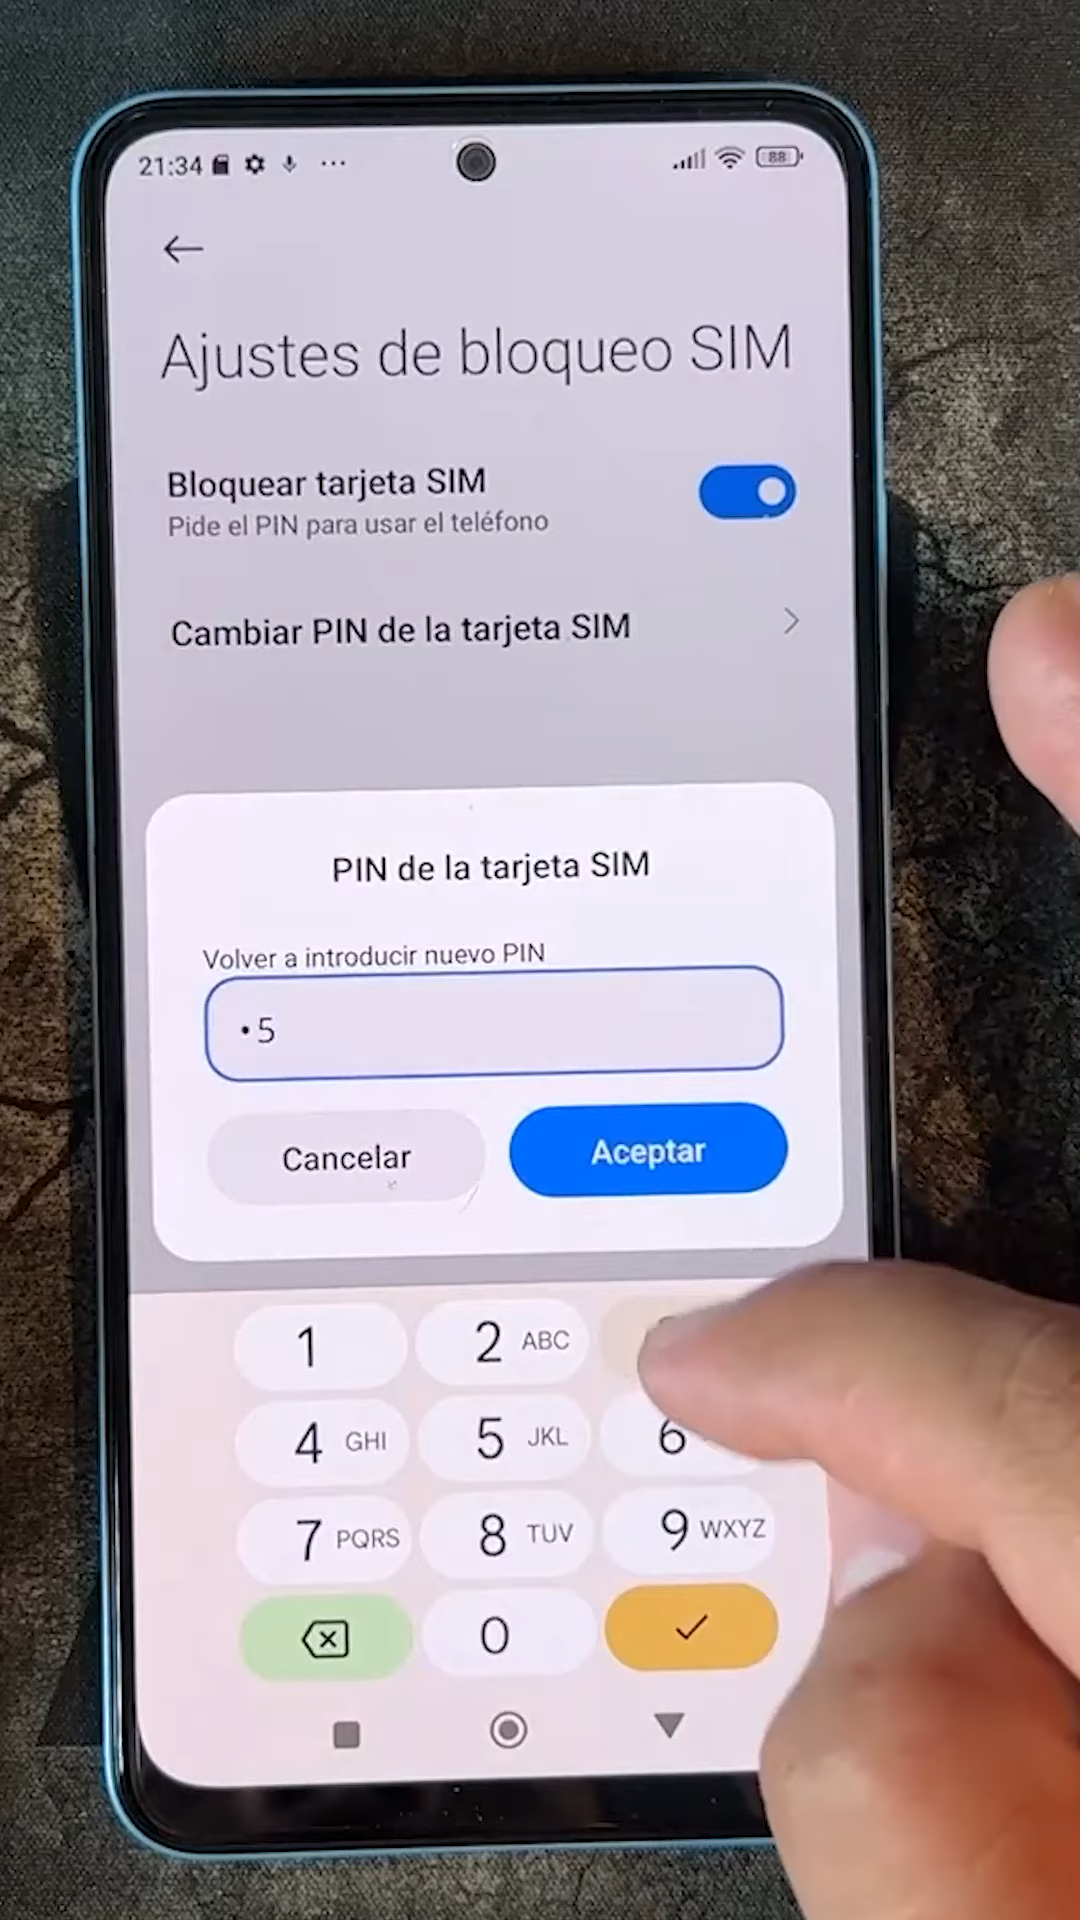 21:34 88
Ajustes de bloqueo SIM
Bloquear tarjeta SIM
Pide el PIN para usar el teléfono
Cambiar PIN de la tarjeta SIM
PIN de la tarjeta SIM
Volver a introducir nuevo PIN
•5
Cancelar Aceptar
1 2 ABC
4 GHI 5 JKL 6
7 PQRS 8 TUV 9 WXYZ
0